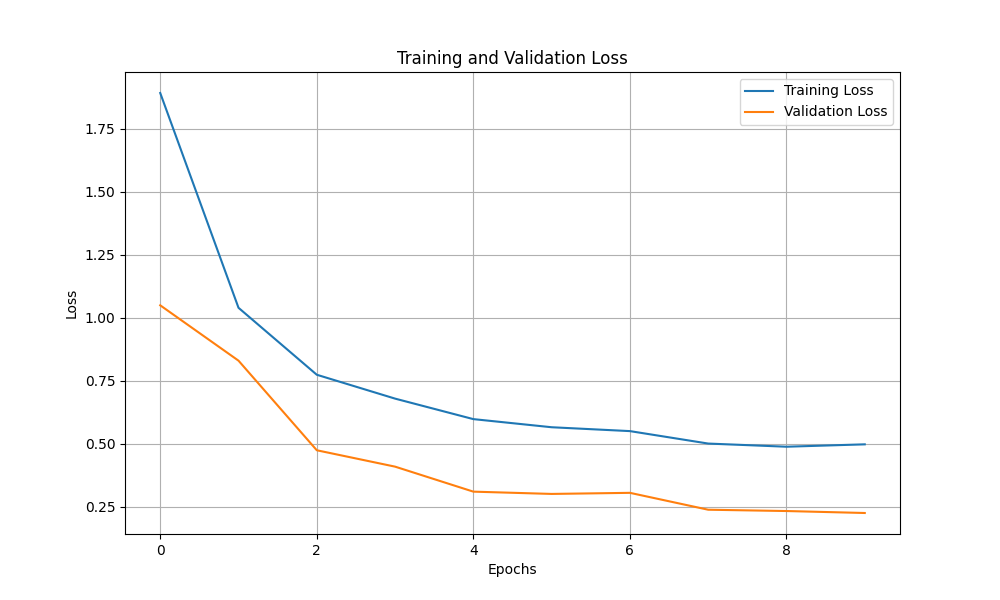 Training and Validation Loss
Training Loss
Validation Loss
1.75
1.50
1.25
1.00
0.75
0.50
0.25
Loss
0 2 4 6 8
Epochs